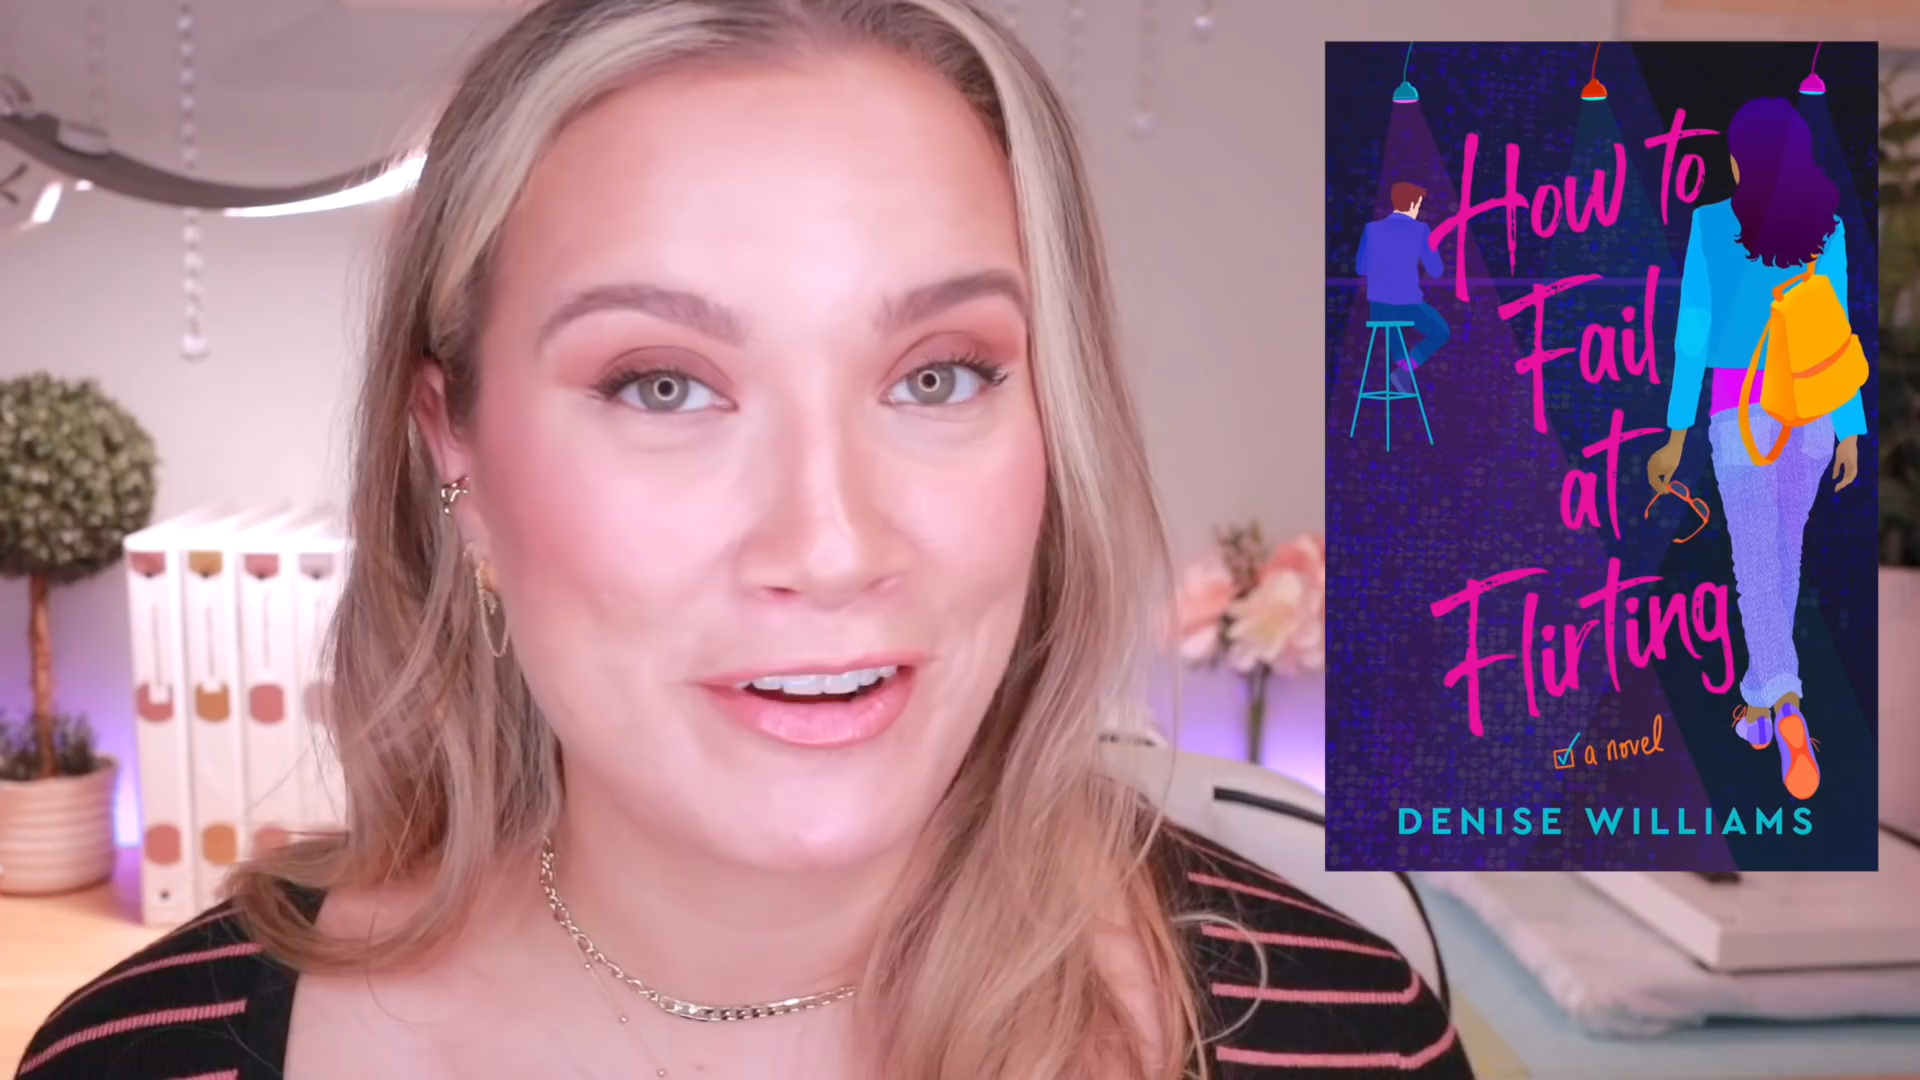 How to
Fail
at
Flirting
a novel
DENISE WILLIAMS